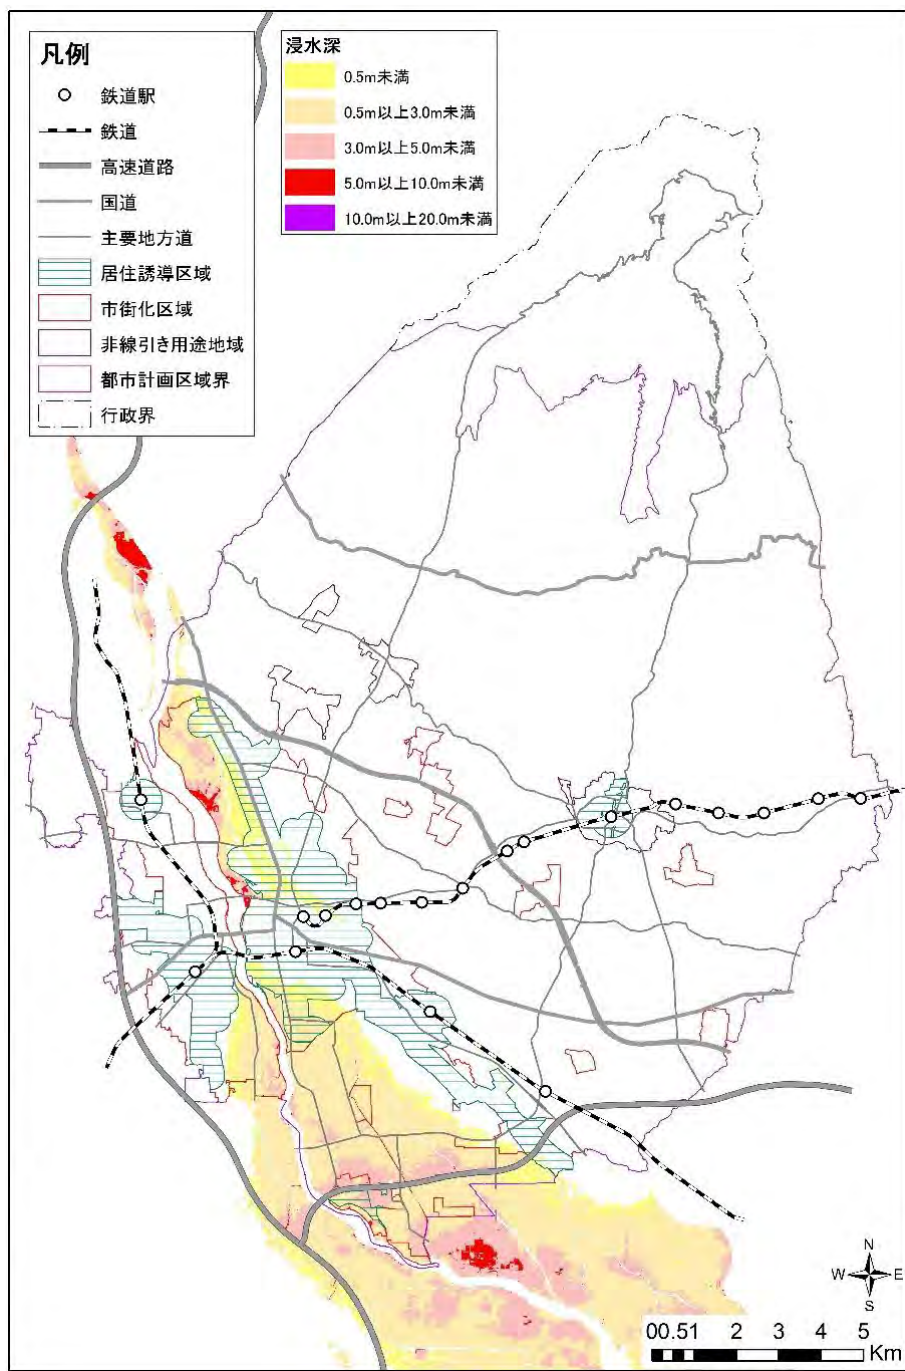 凡例
鉄道駅
鉄道
高速道路
国道
主要地方道
居住誘導区域
市街化区域
非線引き用途地域
都市計画区域界
行政界
浸水深
0.5m未満
0.5m以上3.0m未満
3.0m以上5.0m未満
5.0m以上10.0m未満
10.0m以上20.0m未満
N
W E
S
00.51 2 3 4 5
Km